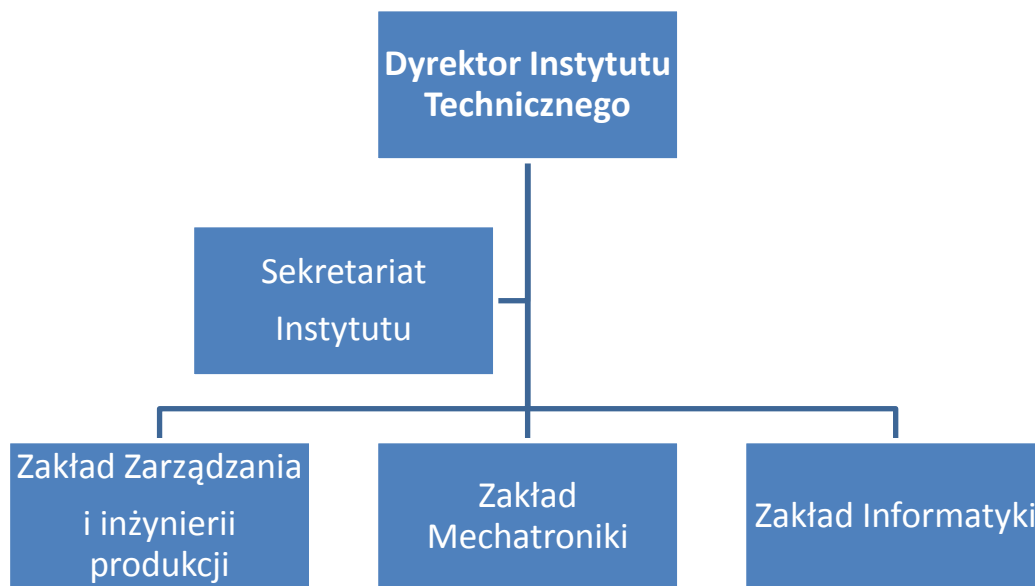 Dyrektor Instytutu
Technicznego
Sekretariat
Instytutu
Zakład Zarządzania
i inżynierii
produkcji
Zakład
Mechatroniki
Zakład Informatyki